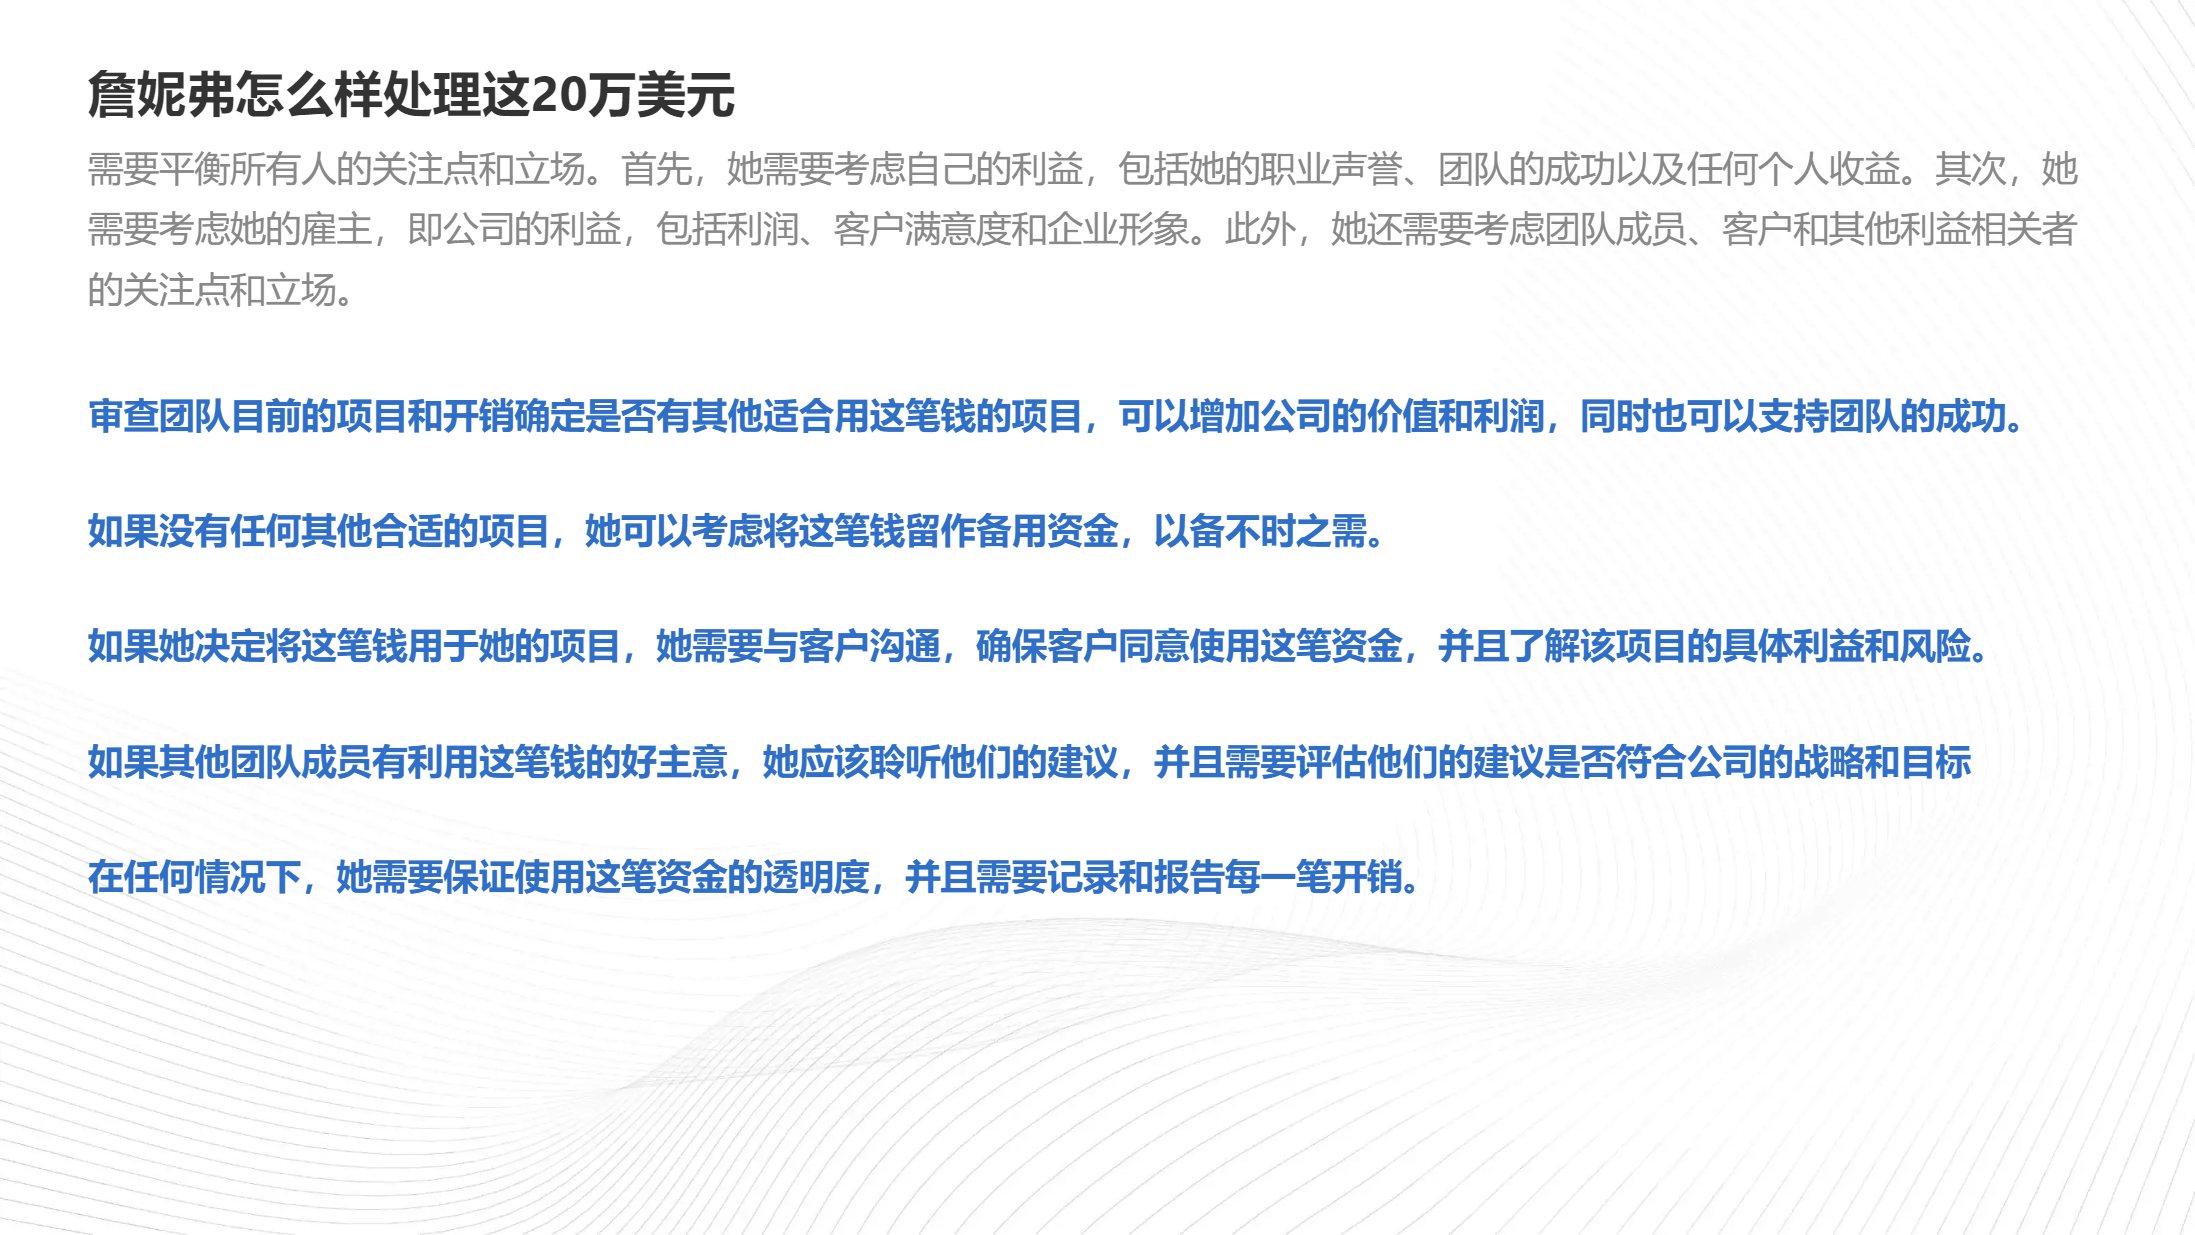 詹妮弗怎么样处理这20万美元
需要平衡所有人的关注点和立场。首先，她需要考虑自己的利益，包括她的职业声誉、团队的成功以及任何个人收益。其次，她
需要考虑她的雇主，即公司的利益，包括利润、客户满意度和企业形象。此外，她还需要考虑团队成员、客户和其他利益相关者
的关注点和立场。
审查团队目前的项目和开销确定是否有其他适合用这笔钱的项目，可以增加公司的价值和利润，同时也可以支持团队的成功。
如果没有任何其他合适的项目，她可以考虑将这笔钱留作备用资金，以备不时之需。
如果她决定将这笔钱用于她的项目，她需要与客户沟通，确保客户同意使用这笔资金，并且了解该项目的具体利益和风险。
如果其他团队成员有利用这笔钱的好主意，她应该聆听他们的建议，并且需要评估他们的建议是否符合公司的战略和目标
在任何情况下，她需要保证使用这笔资金的透明度，并且需要记录和报告每一笔开销。